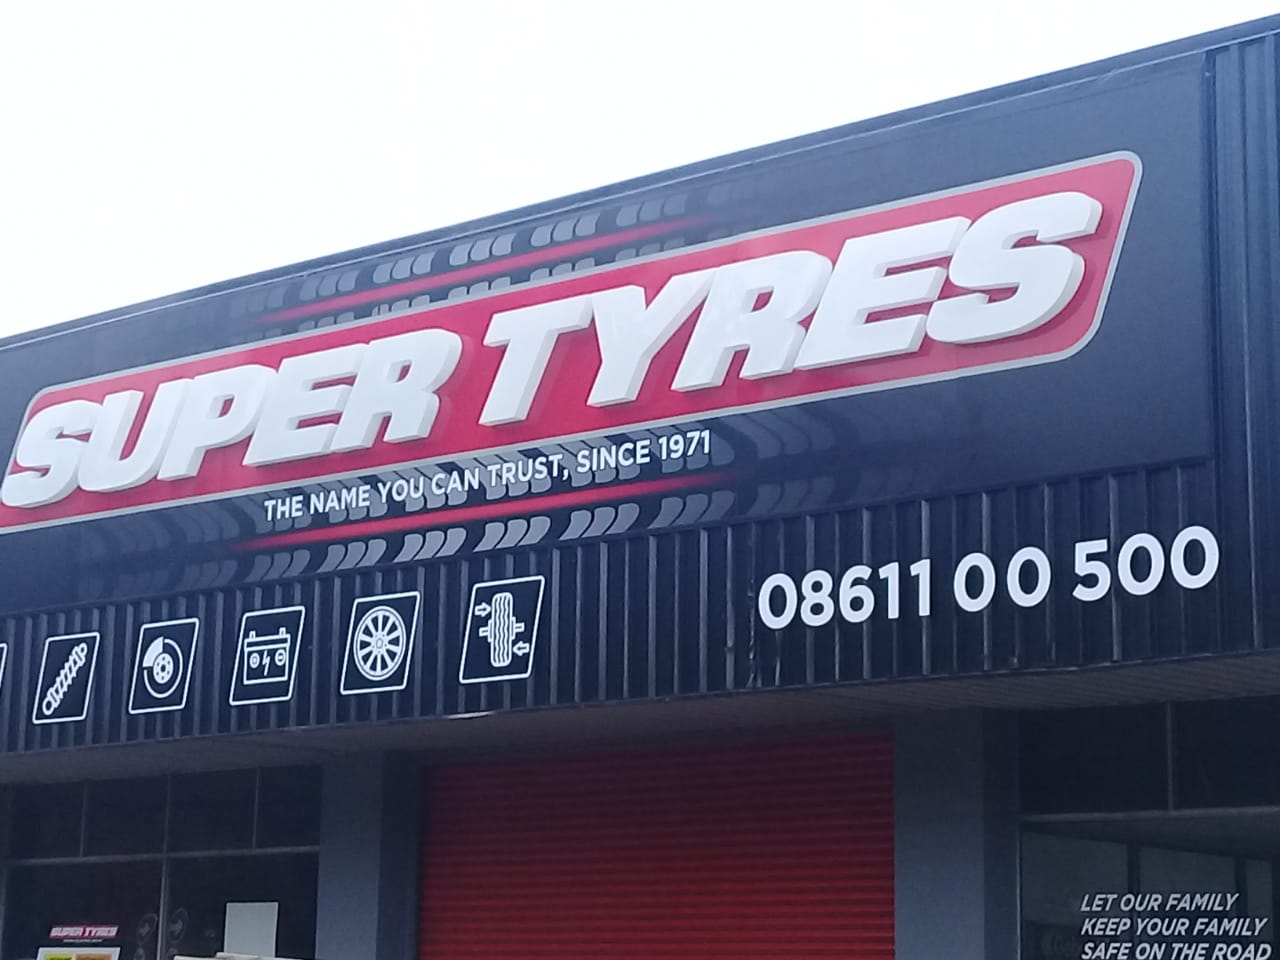 SUPER TYRES
THE NAME YOU CAN TRUST, SINCE 1971
08611 00 500
SUPER TYRES
LET OUR FAMILY
KEEP YOUR FAMILY
SAFE ON THE ROAD